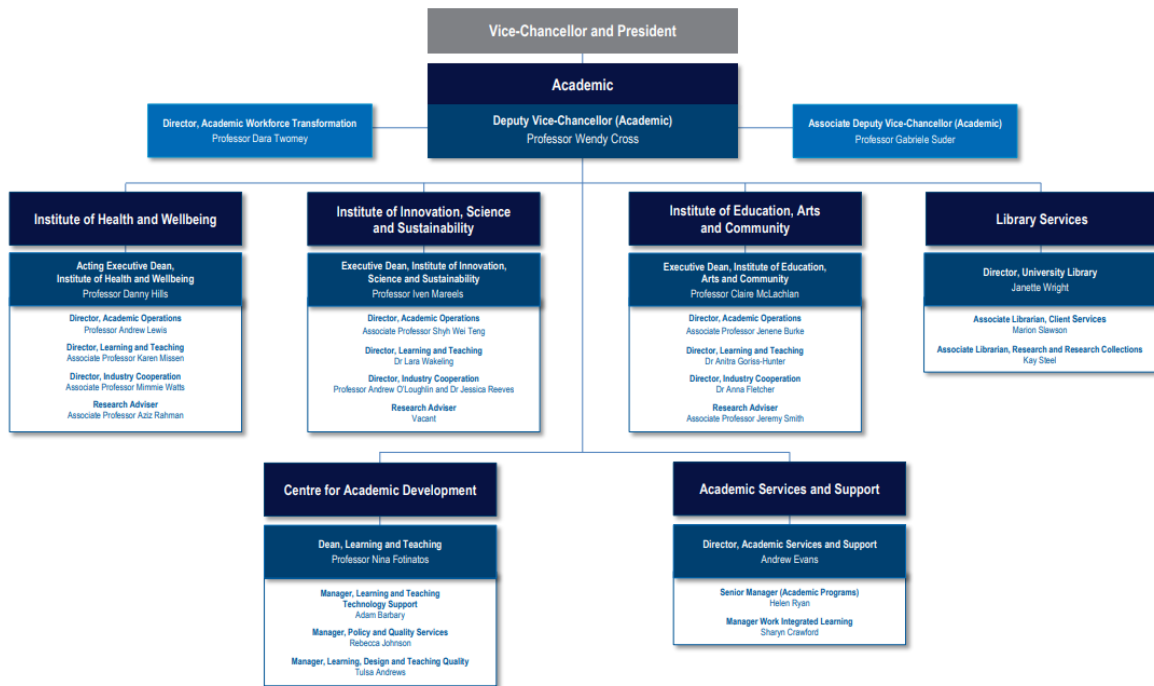 Vice-Chancellor and President
Academic
Deputy Vice-Chancellor (Academic)
Professor Wendy Cross
Director, Academic Workforce Transformation
Professor Dara Twomey
Associate Deputy Vice-Chancellor (Academic)
Professor Gabriele Suder
Institute of Health and Wellbeing
Acting Executive Dean,
Institute of Health and Wellbeing
Professor Danny Hills
Director, Academic Operations
Professor Andrew Lewis
Director, Learning and Teaching
Associate Professor Karen Missen
Director, Industry Cooperation
Associate Professor Mimmie Watts
Research Adviser
Associate Professor Aziz Rahman
Institute of Innovation, Science
and Sustainability
Executive Dean, Institute of Innovation,
Science and Sustainability
Professor Iven Mareels
Director, Academic Operations
Associate Professor Shyh Wei Teng
Director, Learning and Teaching
Dr Lara Wakeling
Director, Industry Cooperation
Professor Andrew O'Loughlin and Dr Jessica Reeves
Research Adviser
Vacant
Institute of Education, Arts
and Community
Executive Dean, Institute of Education,
Arts and Community
Professor Claire McLachlan
Director, Academic Operations
Associate Professor Jenene Burke
Director, Learning and Teaching
Dr Anitra Goriss-Hunter
Director, Industry Cooperation
Dr Anna Fletcher
Research Adviser
Associate Professor Jeremy Smith
Library Services
Director, University Library
Janette Wright
Associate Librarian, Client Services
Marion Slawson
Associate Librarian, Research and Research Collections
Kay Steel
Centre for Academic Development
Dean, Learning and Teaching
Professor Nina Fotinatos
Manager, Learning and Teaching
Technology Support
Adam Barbary
Manager, Policy and Quality Services
Rebecca Johnson
Manager, Learning, Design and Teaching Quality
Tulsa Andrews
Academic Services and Support
Director, Academic Services and Support
Andrew Evans
Senior Manager (Academic Programs)
Helen Ryan
Manager Work Integrated Learning
Sharyn Crawford